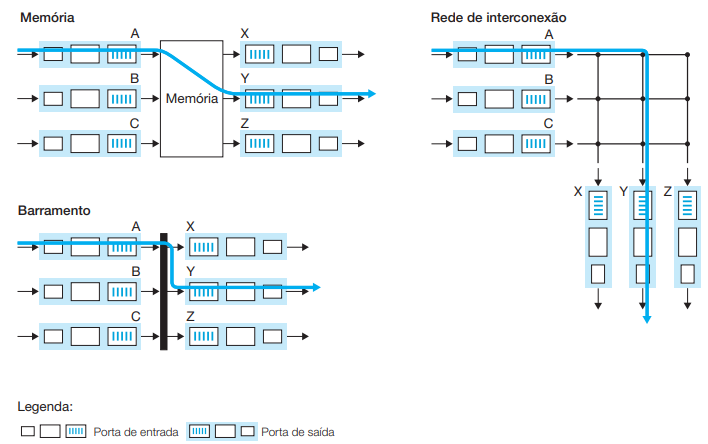 Memória
A
X
B
Memória
Y
C
Z
Rede de interconexão
A
B
C
X
Y
Z
Barramento
A
X
B
Y
C
Z
Legenda:
Porta de entrada
Porta de saída